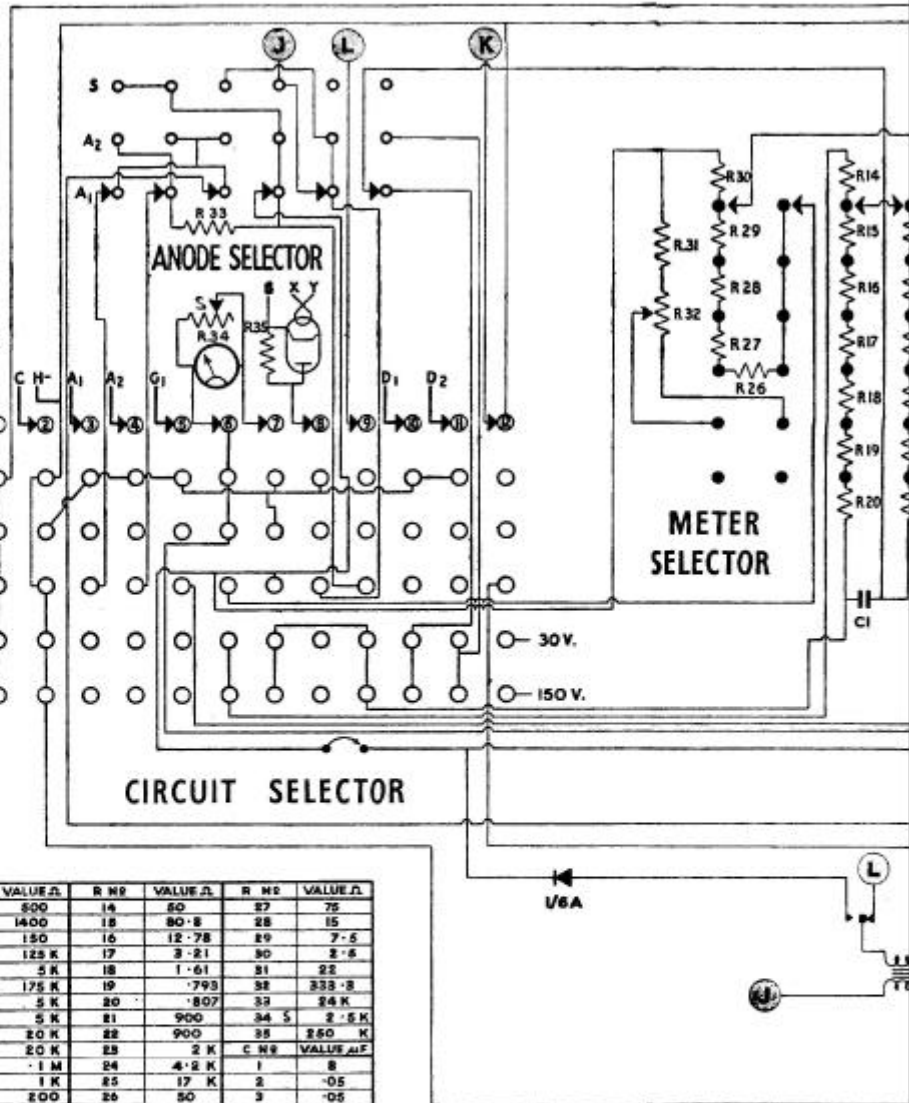 J L K
S
A2
A1
R 33
ANODE SELECTOR
S X Y
S
R.34
R35
C H- A1 A2 G1 D1 D2
② ③ ④ ⑤ ⑥ ⑦ ⑧ ⑨ ⑩ ⑪ ⑫
R30
R29
R28
R27
R26
R.31
R.32
R14
R15
R16
R17
R18
R19
R20
METER
SELECTOR
C1
30 V.
150 V.
CIRCUIT SELECTOR
1/6A
L
J
VALUE Ω R Nº VALUE Ω R Nº VALUE Ω
500 14 50 27 75
1400 15 80·8 28 15
150 16 12·78 29 7·5
125 K 17 3·21 30 2·5
5 K 18 1·61 31 22
175 K 19 ·793 32 333·3
5 K 20 ·807 33 24 K
5 K 21 900 34 S 2·5 K
20 K 22 900 35 250 K
20 K 23 2 K C Nº VALUE μF
·1 M 24 4·2 K 1 8
1 K 25 17 K 2 ·05
200 26 50 3 ·05